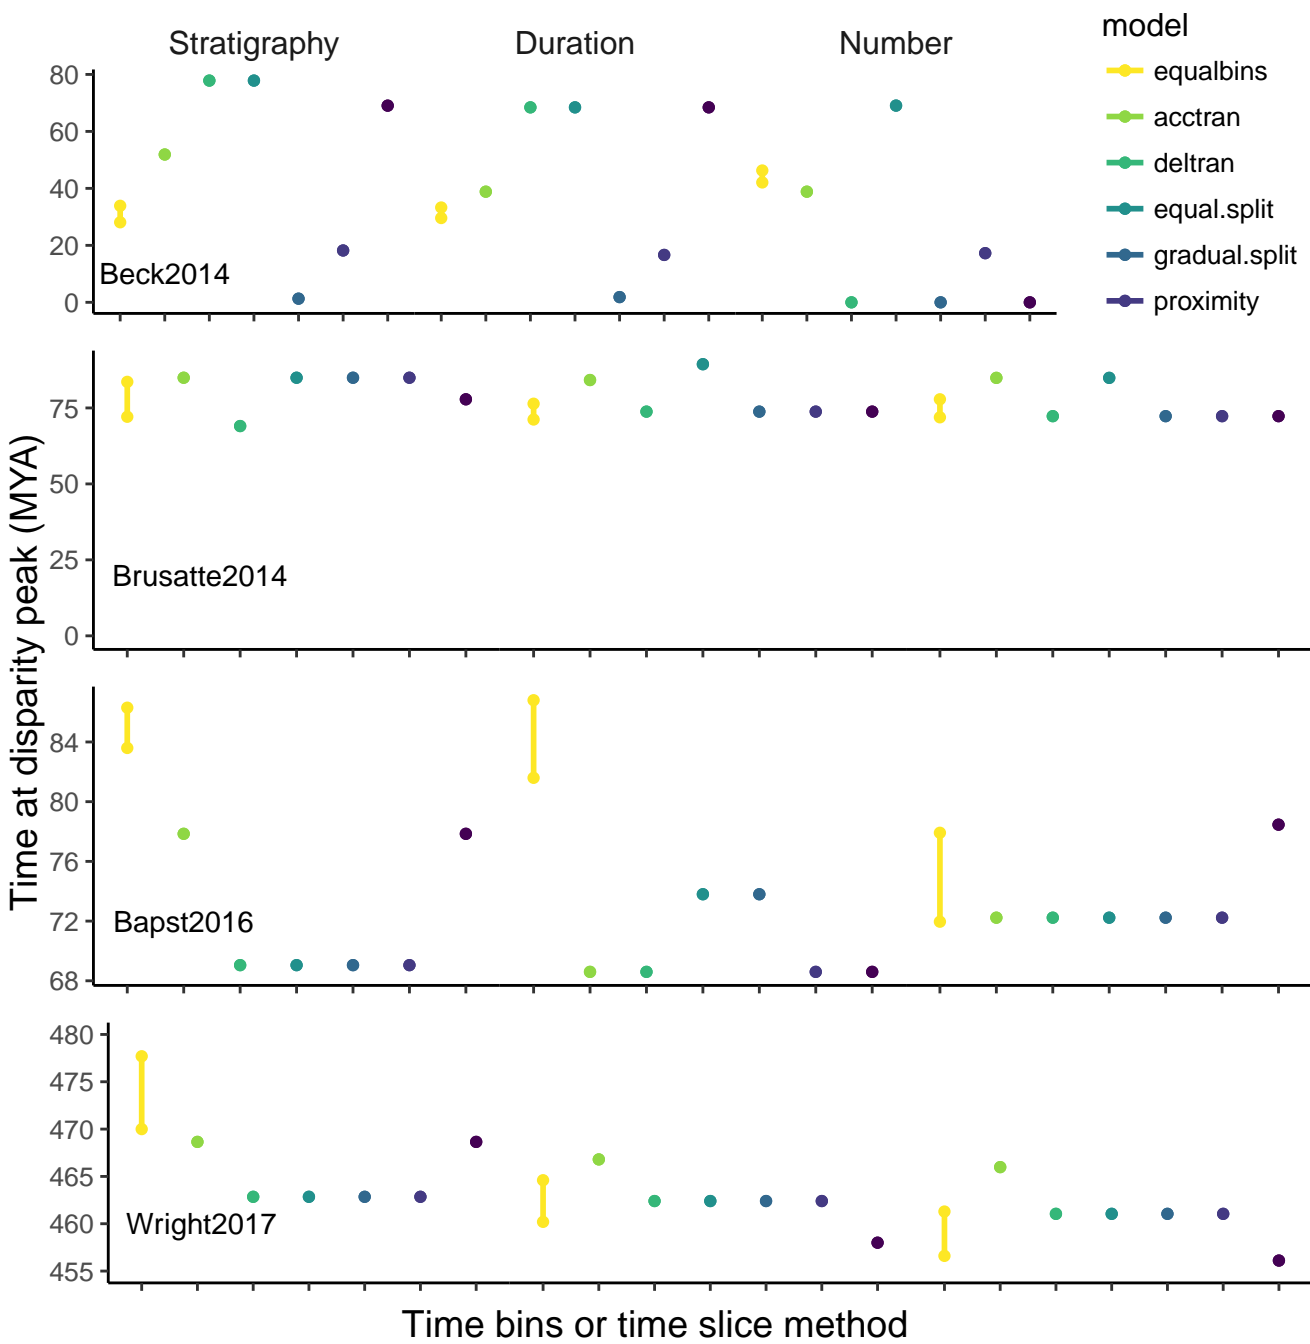 Stratigraphy Duration Number
model
equalbins
acctran
deltran
equal.split
gradual.split
proximity
80
60
40
20
0
Beck2014
75
50
25
0
Brusatte2014
84
80
76
72
68
Bapst2016
480
475
470
465
460
455
Wright2017
Time at disparity peak (MYA)
Time bins or time slice method